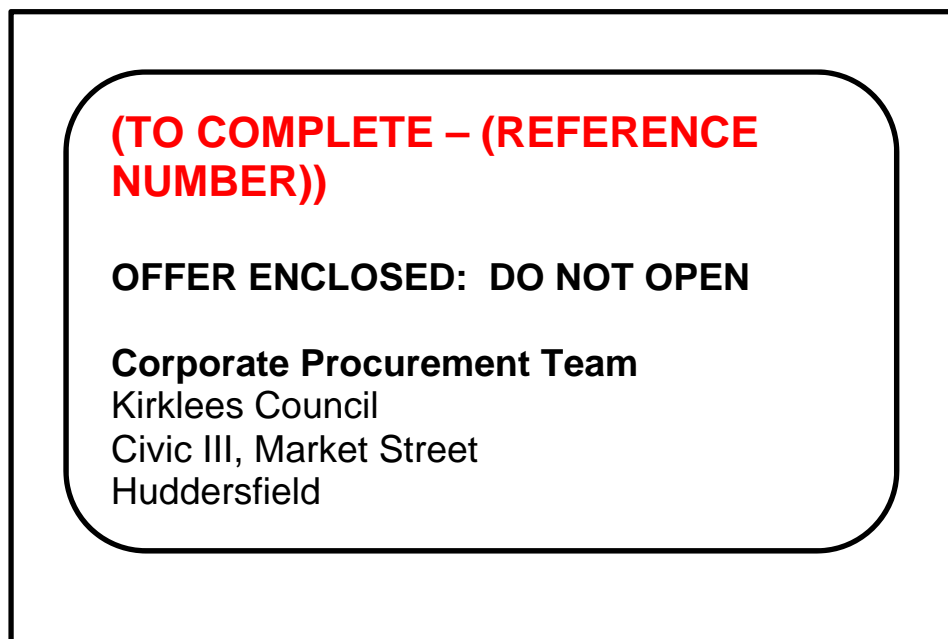 (TO COMPLETE – (REFERENCE
NUMBER))
OFFER ENCLOSED:  DO NOT OPEN
Corporate Procurement Team
Kirklees Council
Civic III, Market Street
Huddersfield